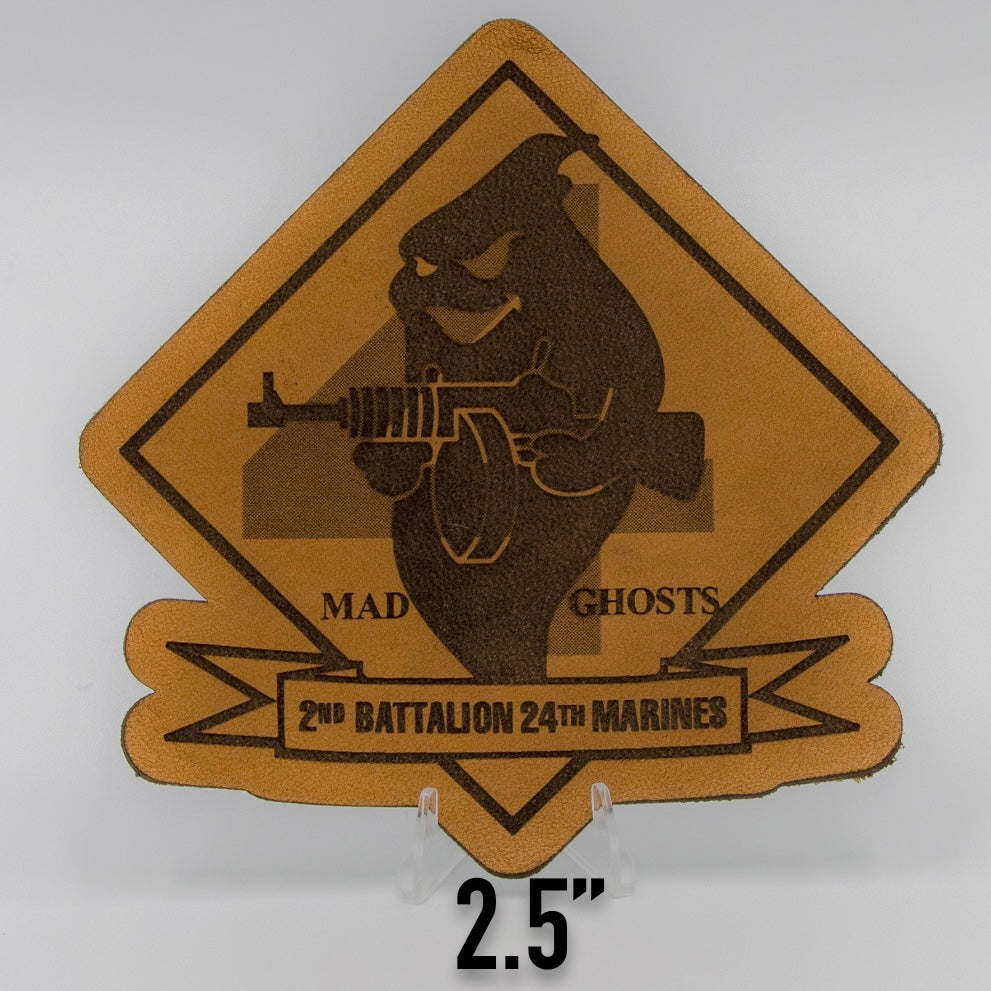 MAD GHOSTS
2ND BATTALION 24TH MARINES
2.5”